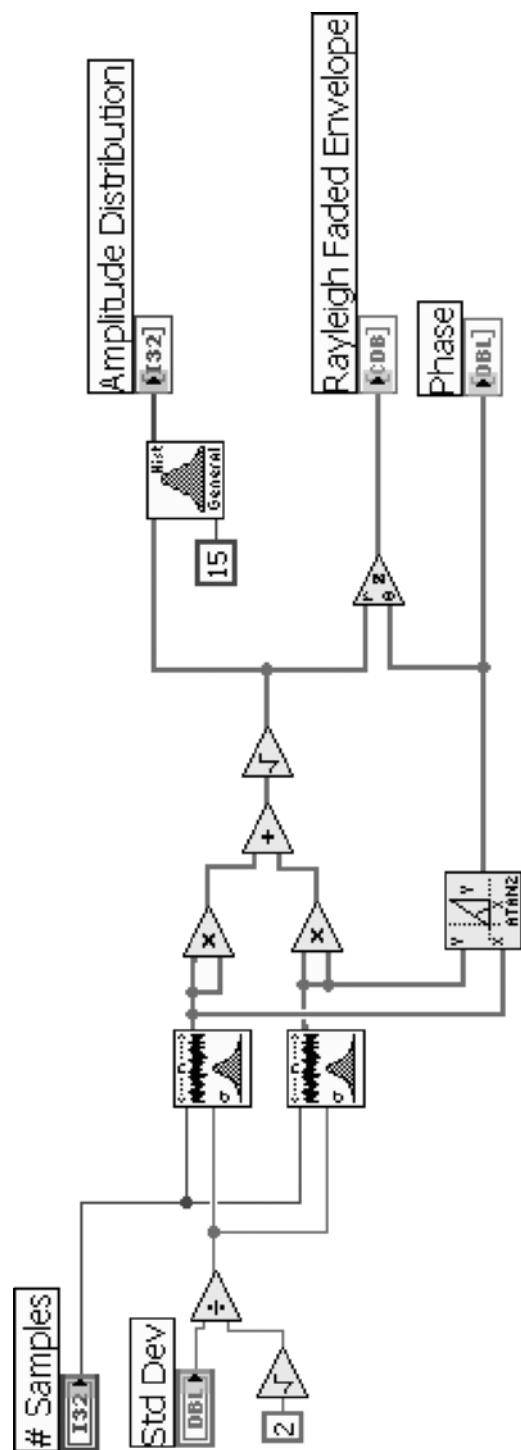 # Samples
I32
Std Dev
DBL
2
÷
σ
σ
×
×
+
Y
X
Y
X
ATAN2
15
Hist
General
r
θ
z
Amplitude Distribution
[I32]
Rayleigh Faded Envelope
[CDB]
Phase
[DBL]